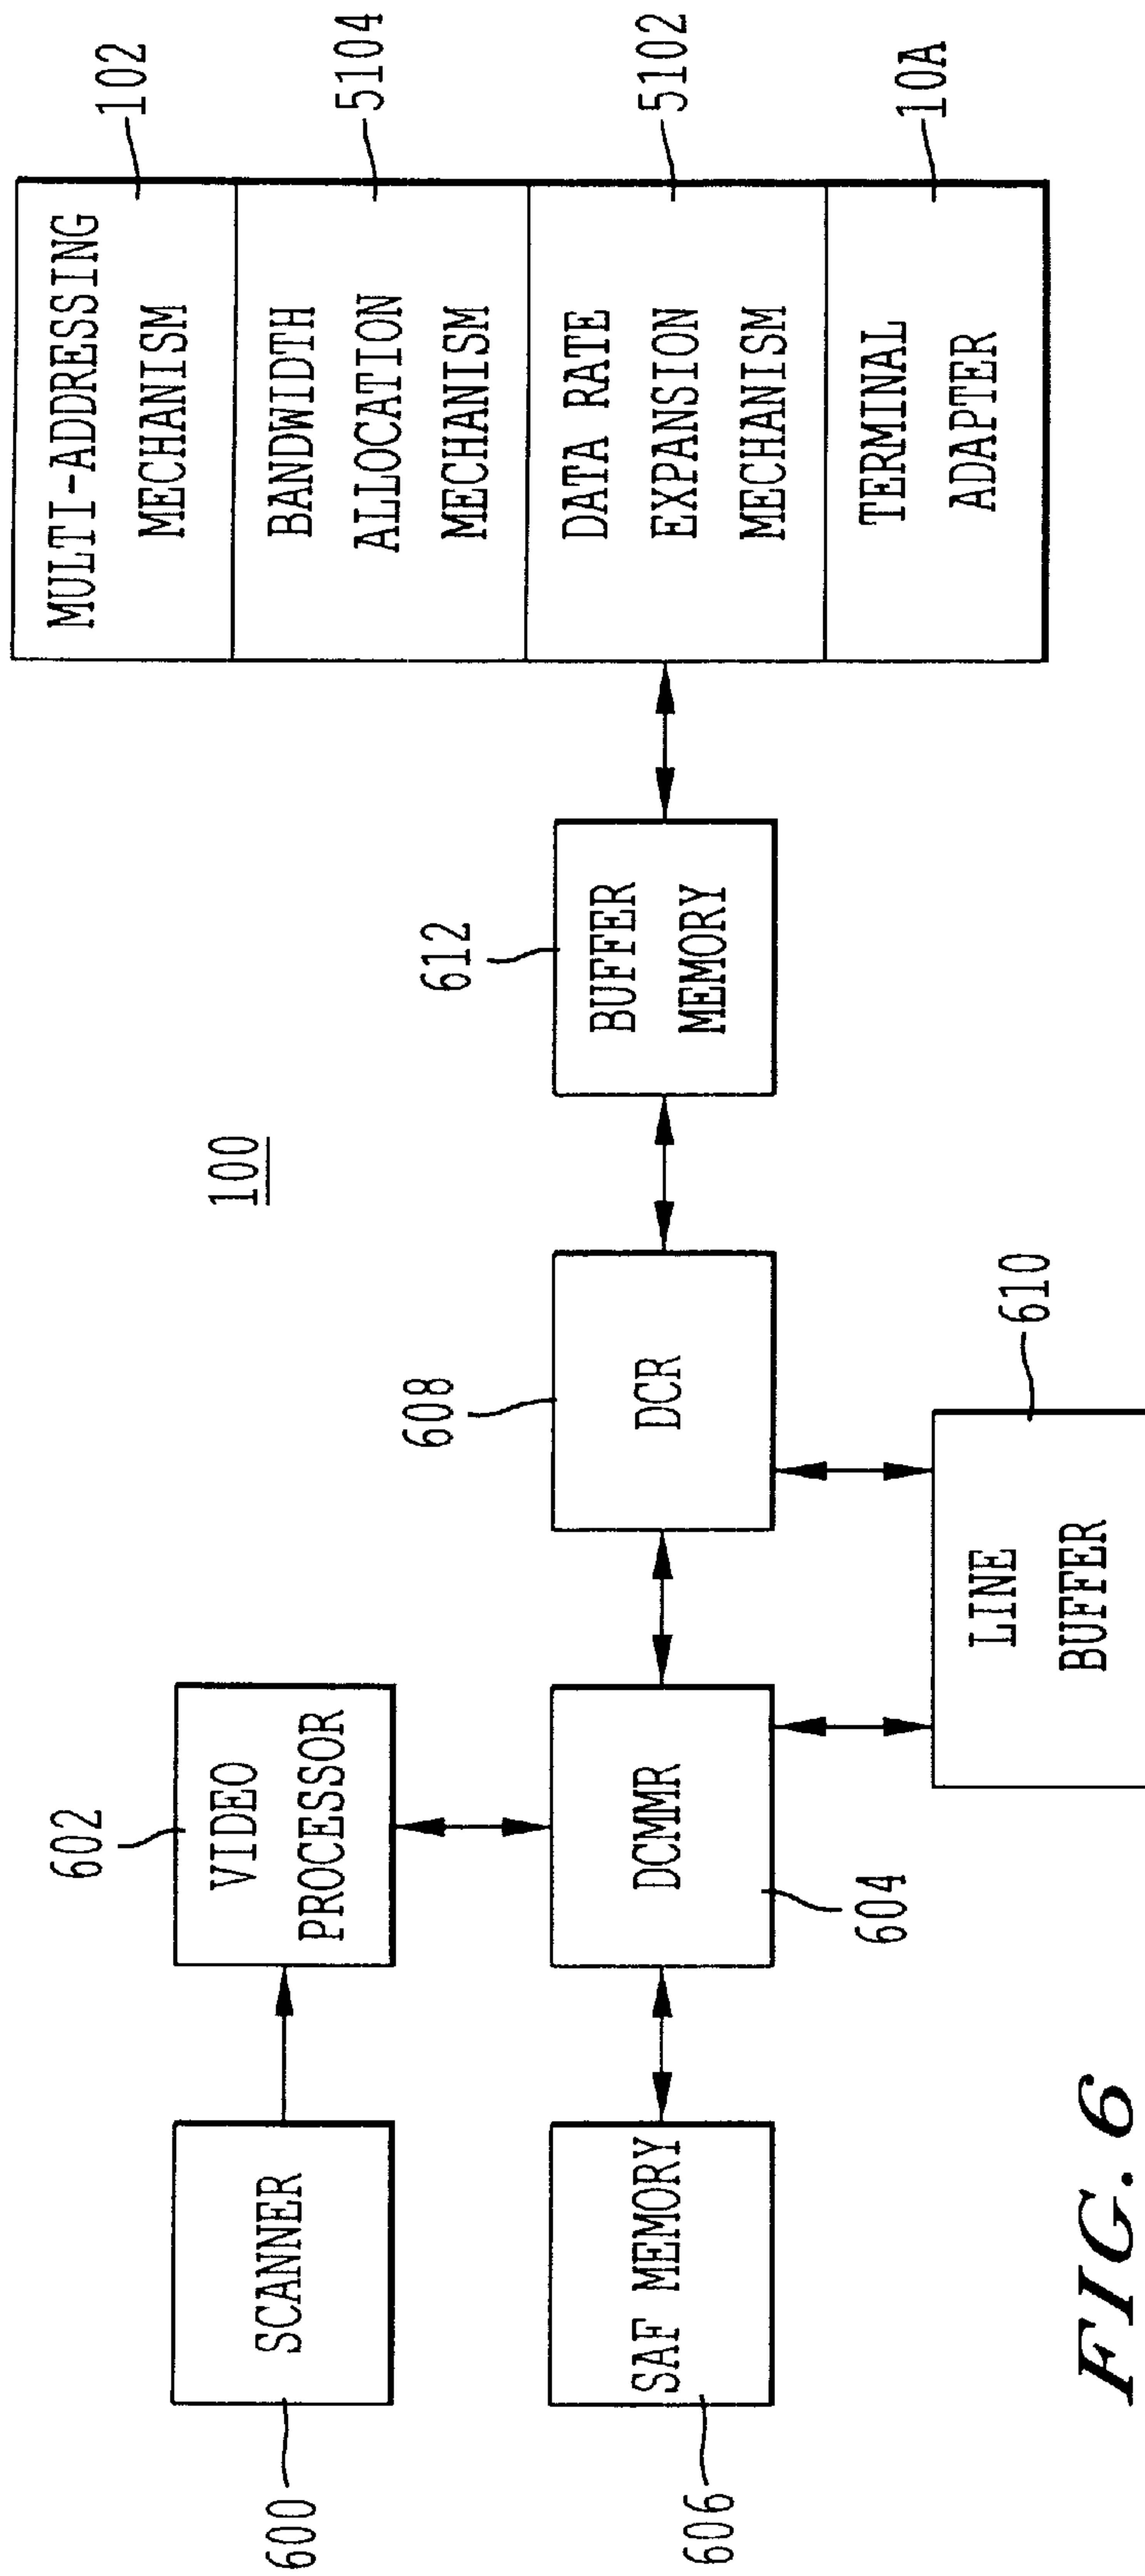 100
600
SCANNER
602
VIDEO
PROCESSOR
606
SAF MEMORY
604
DCMMR
608
DCR
610
LINE
BUFFER
612
BUFFER
MEMORY
MULTI-ADDRESSING
MECHANISM
102
BANDWIDTH
ALLOCATION
MECHANISM
5104
DATA RATE
EXPANSION
MECHANISM
5102
TERMINAL
ADAPTER
10A
FIG. 6